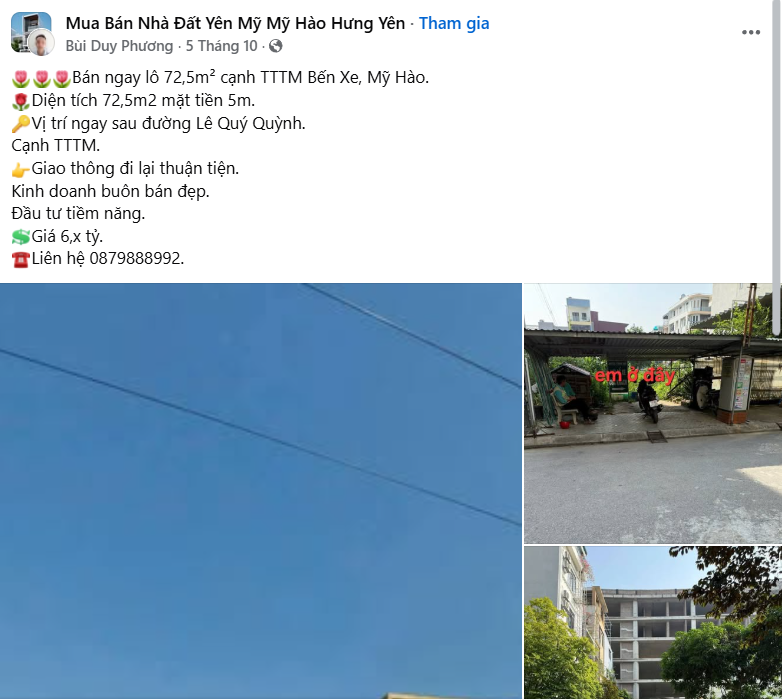 Mua Bán Nhà Đất Yên Mỹ Mỹ Hào Hưng Yên · Tham gia
Bùi Duy Phương · 5 Tháng 10 ·
🌷🌷🌷Bán ngay lô 72,5m² cạnh TTTM Bến Xe, Mỹ Hào.
🌹Diện tích 72,5m2 mặt tiền 5m.
🔑Vị trí ngay sau đường Lê Quý Quỳnh.
Cạnh TTTM.
👉Giao thông đi lại thuận tiện.
Kinh doanh buôn bán đẹp.
Đầu tư tiềm năng.
💲Giá 6,x tỷ.
☎️Liên hệ 0879888992.
em ở đây